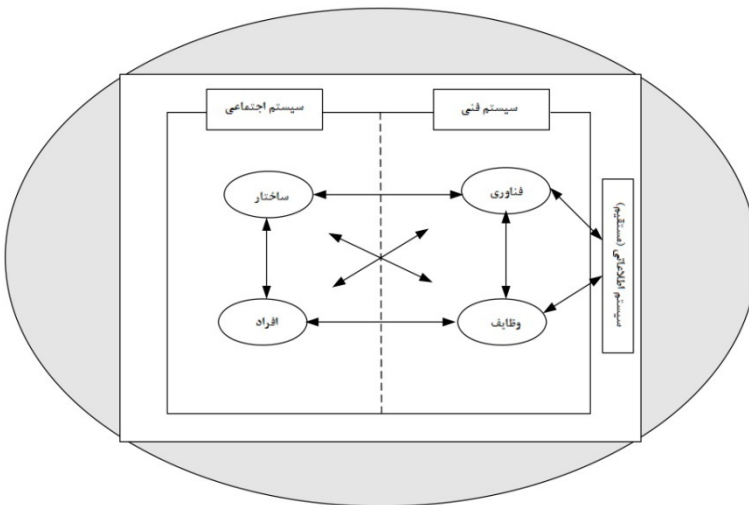 سیستم فنی
سیستم اجتماعی
فناوری
ساختار
سیستم اطلاعاتی (مستقیم)
وظایف
افراد